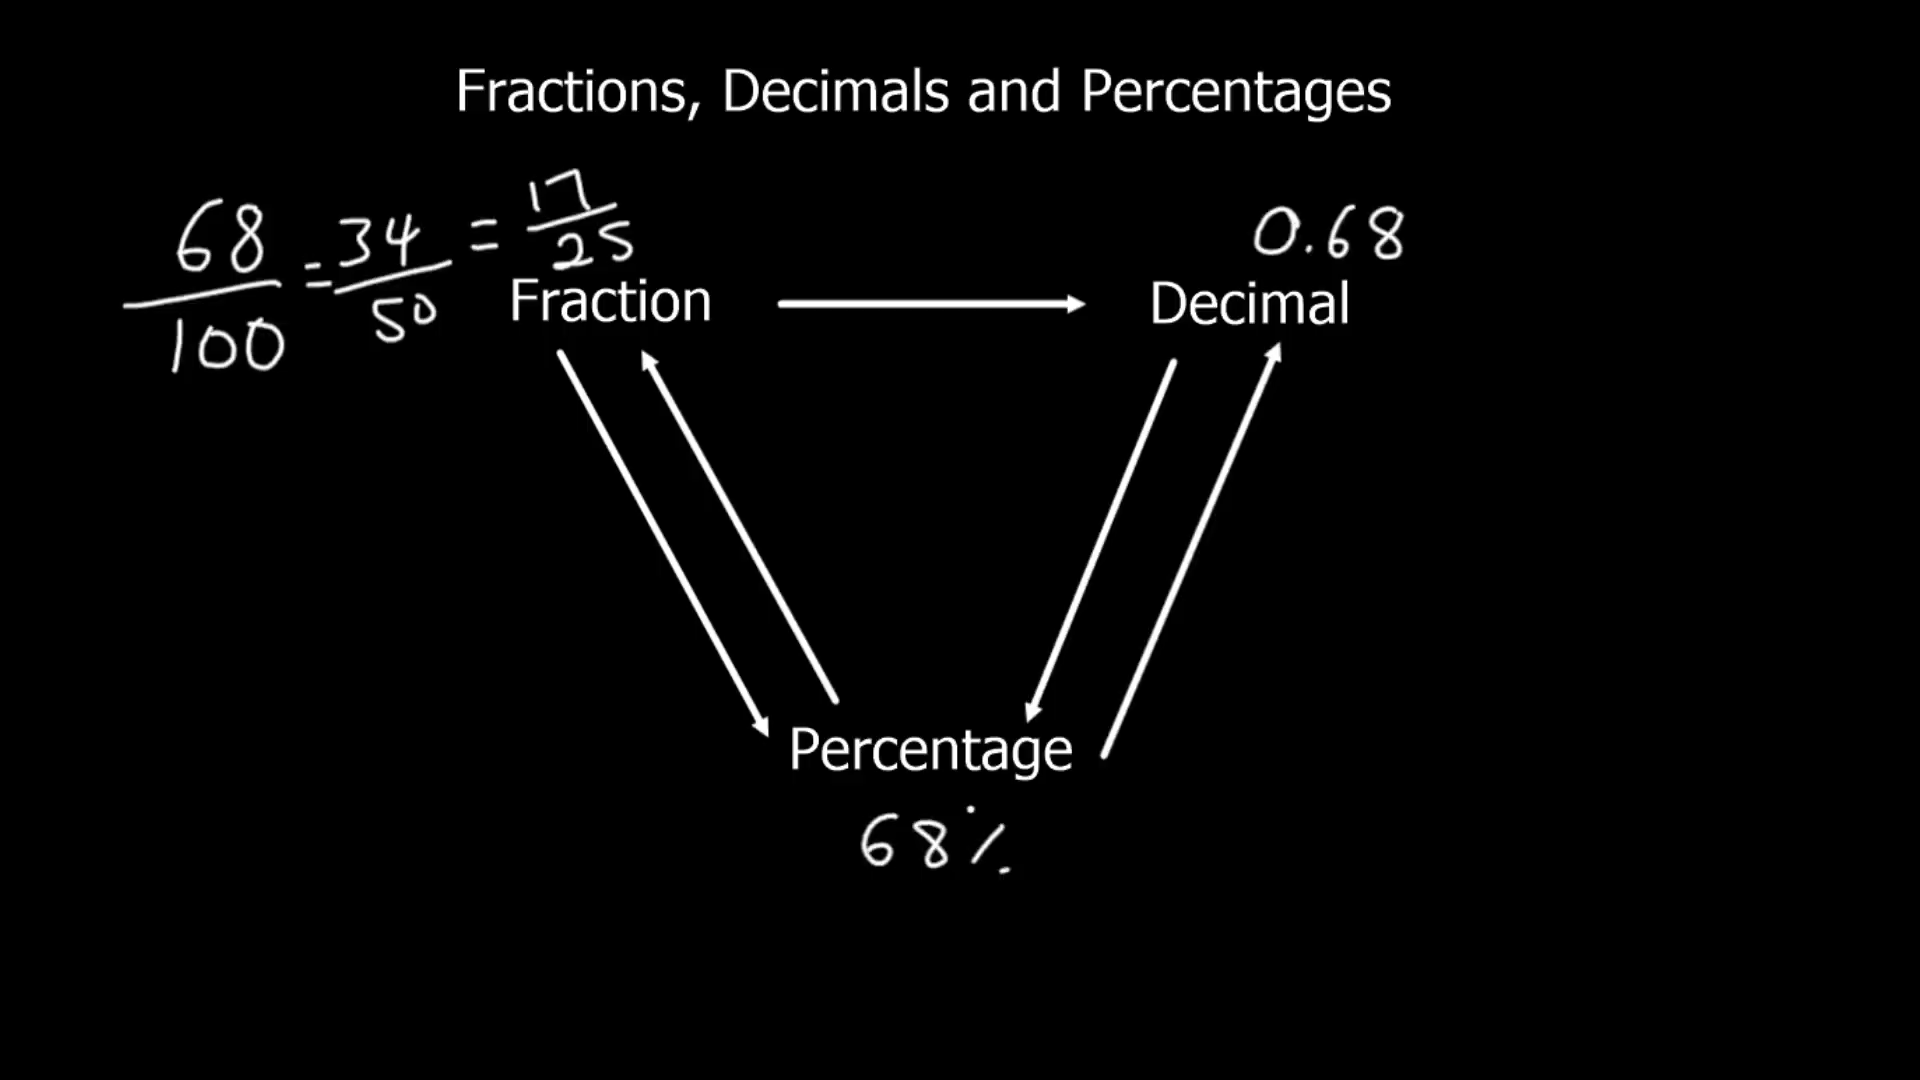 Fractions, Decimals and Percentages
68/100 = 34/50 = 17/25
0.68
Fraction
Decimal
Percentage
68%